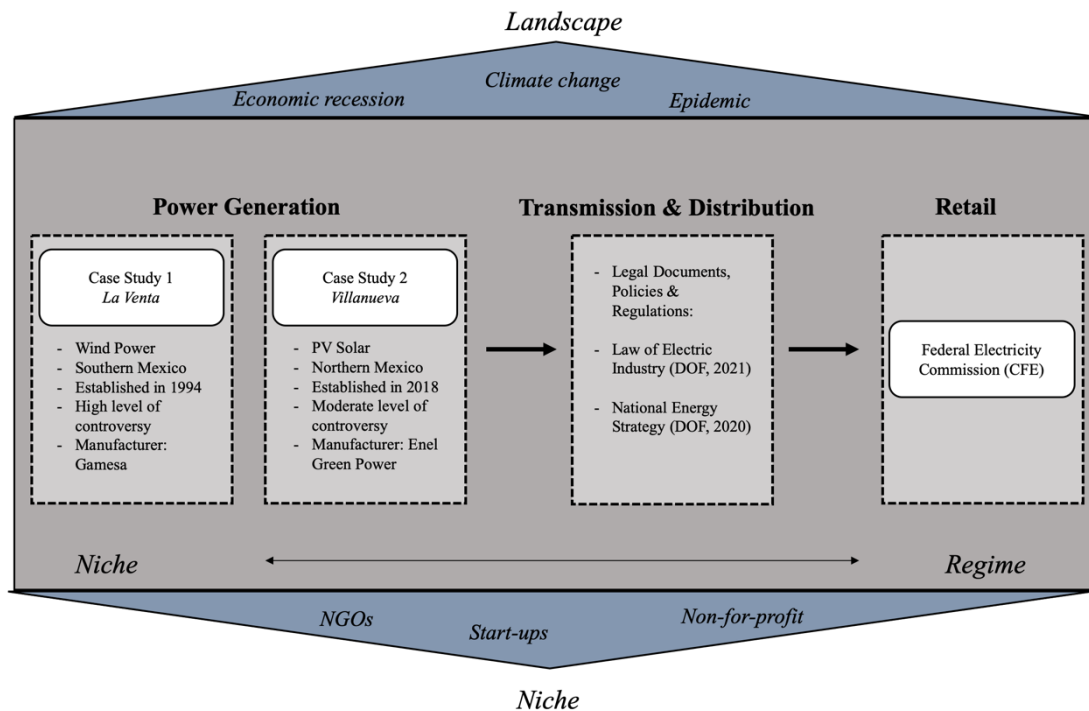 Landscape
Climate change
Economic recession
Epidemic
Power Generation
Transmission & Distribution
Retail
Case Study 1
La Venta
- Wind Power
- Southern Mexico
- Established in 1994
- High level of
controversy
- Manufacturer:
Gamesa
Case Study 2
Villanueva
- PV Solar
- Northern Mexico
- Established in 2018
- Moderate level of
controversy
- Manufacturer: Enel
Green Power
- Legal Documents,
Policies &
Regulations:
- Law of Electric
Industry (DOF, 2021)
- National Energy
Strategy (DOF, 2020)
Federal Electricity
Commission (CFE)
Niche
Regime
NGOs
Start-ups
Non-for-profit
Niche